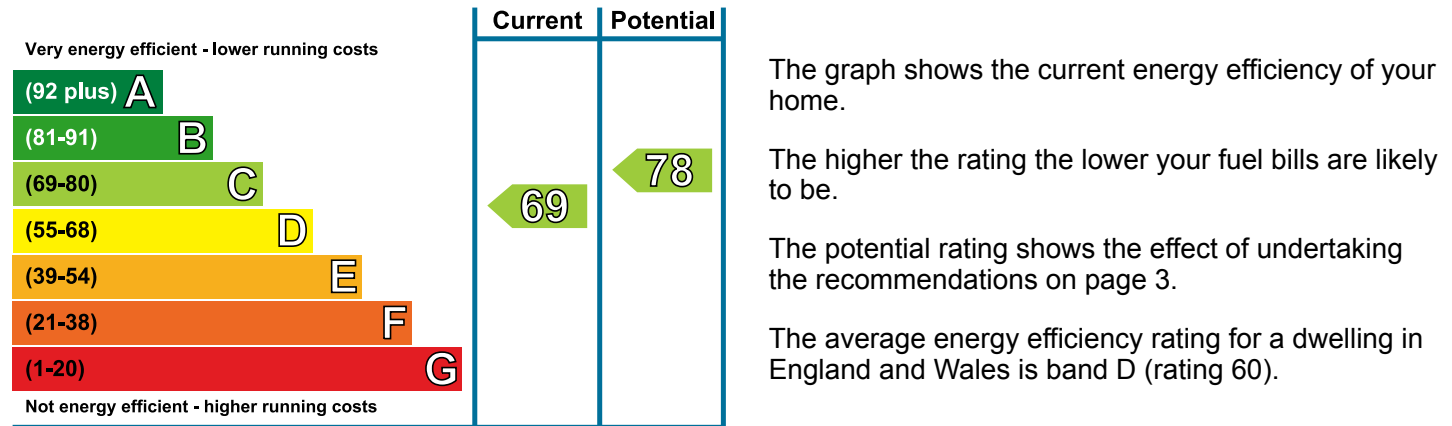 Current Potential
Very energy efficient - lower running costs
(92 plus) A
(81-91) B
(69-80) C
(55-68) D
(39-54) E
(21-38) F
(1-20) G
Not energy efficient - higher running costs
69
78
The graph shows the current energy efficiency of your
home.
The higher the rating the lower your fuel bills are likely
to be.
The potential rating shows the effect of undertaking
the recommendations on page 3.
The average energy efficiency rating for a dwelling in
England and Wales is band D (rating 60).